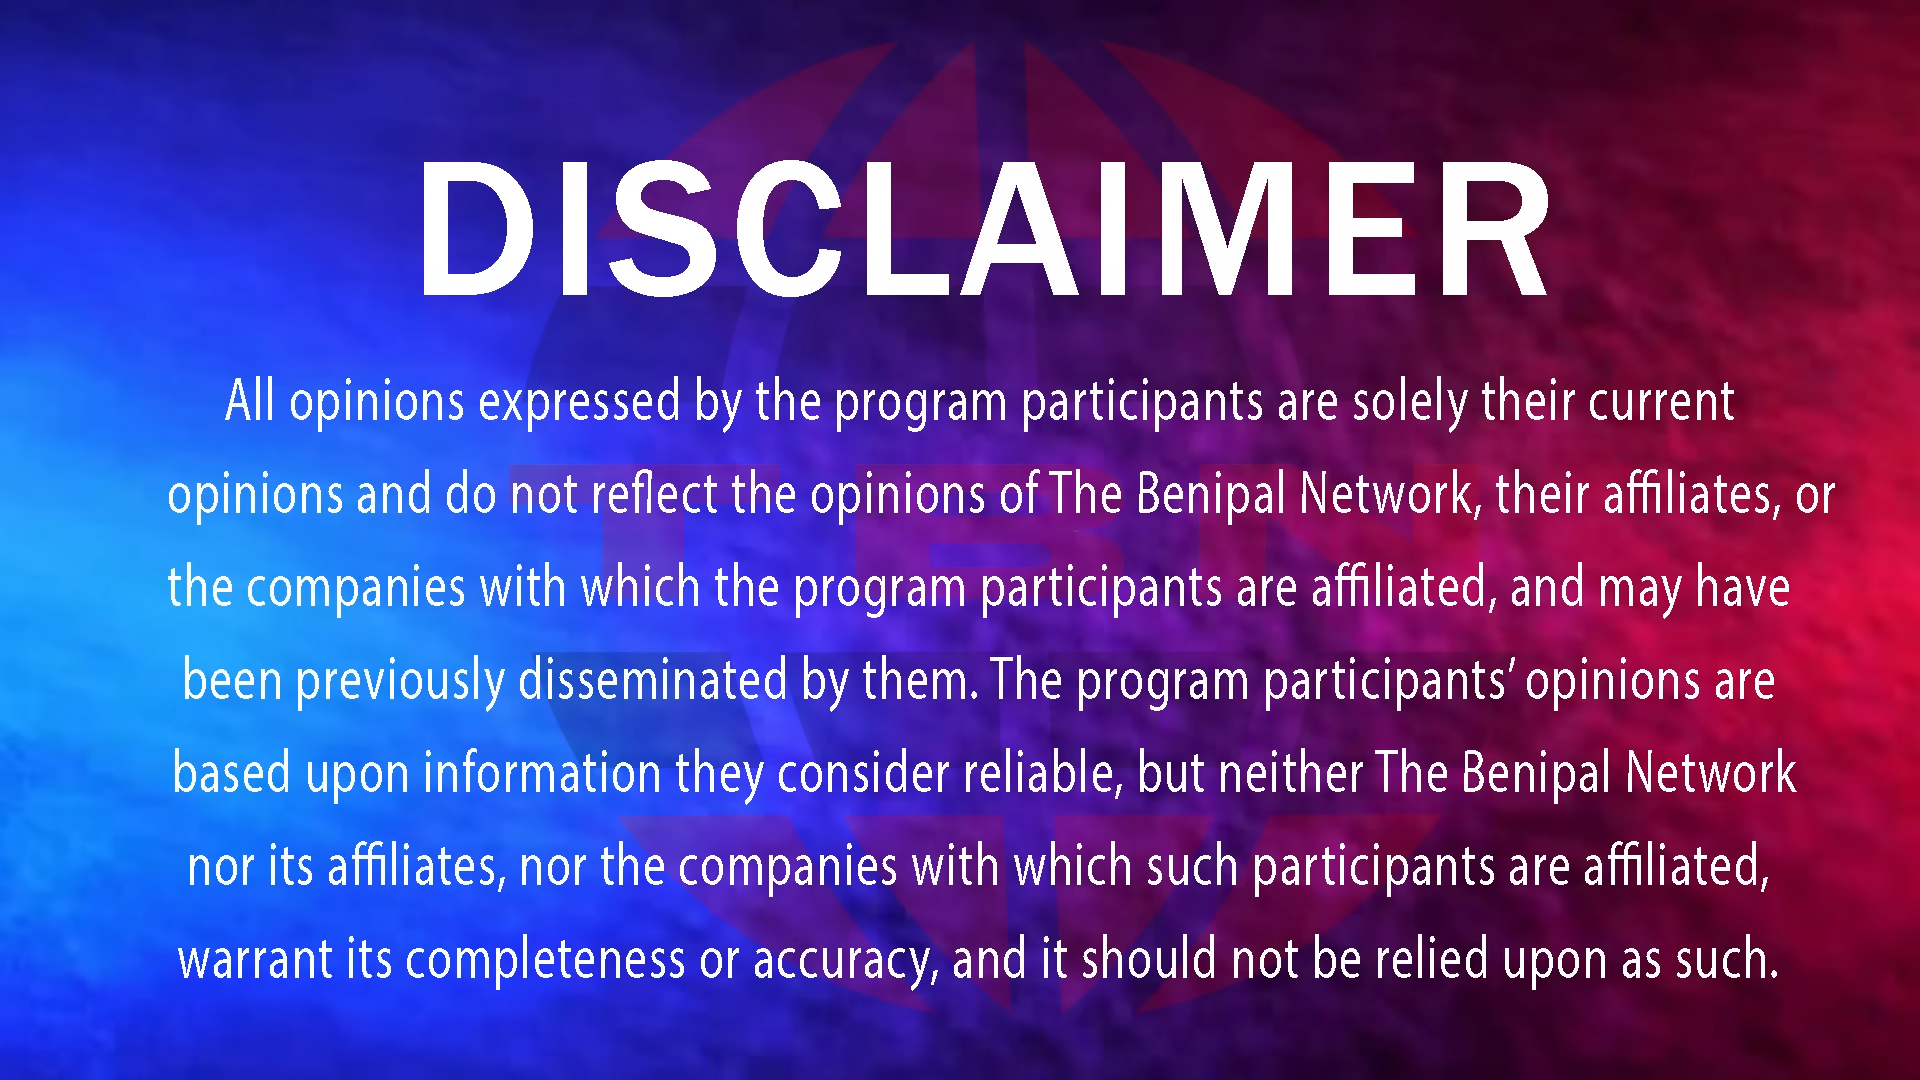 DISCLAIMER
All opinions expressed by the program participants are solely their current
opinions and do not reflect the opinions of The Benipal Network, their affiliates, or
the companies with which the program participants are affiliated, and may have
been previously disseminated by them. The program participants’ opinions are
based upon information they consider reliable, but neither The Benipal Network
nor its affiliates, nor the companies with which such participants are affiliated,
warrant its completeness or accuracy, and it should not be relied upon as such.
TBN